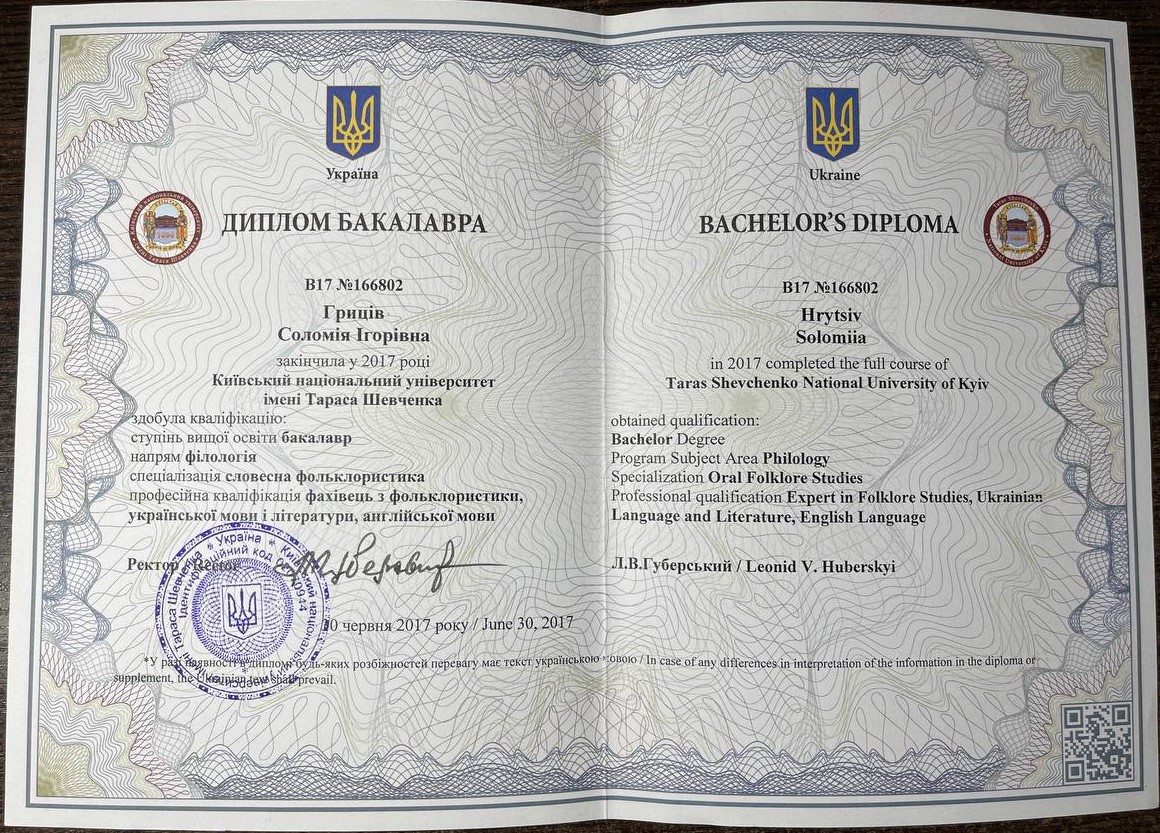 Україна
ДИПЛОМ БАКАЛАВРА
В17 №166802
Гриців
Соломія Ігорівна
закінчила у 2017 році
Київський національний університет
імені Тараса Шевченка
здобула кваліфікацію:
ступінь вищої освіти бакалавр
напрям філологія
спеціалізація словесна фольклористика
професійна кваліфікація фахівець з фольклористики,
української мови і літератури, англійської мови
Ukraine
BACHELOR’S DIPLOMA
B17 №166802
Hrytsiv
Solomiia
in 2017 completed the full course of
Taras Shevchenko National University of Kyiv
obtained qualification:
Bachelor Degree
Program Subject Area Philology
Specialization Oral Folklore Studies
Professional qualification Expert in Folklore Studies, Ukrainian
Language and Literature, English Language
Ректор / Rector
Л.В.Губерський / Leonid V. Huberskyi
червня 2017 року / June 30, 2017
*У разі наявності в дипломі будь-яких розбіжностей перевагу має текст українською мовою / In case of any differences in interpretation of the information in the diploma or
supplement, the Ukrainian text shall prevail.
Україна
Ідентифікаційний код
Тараса Шевченка